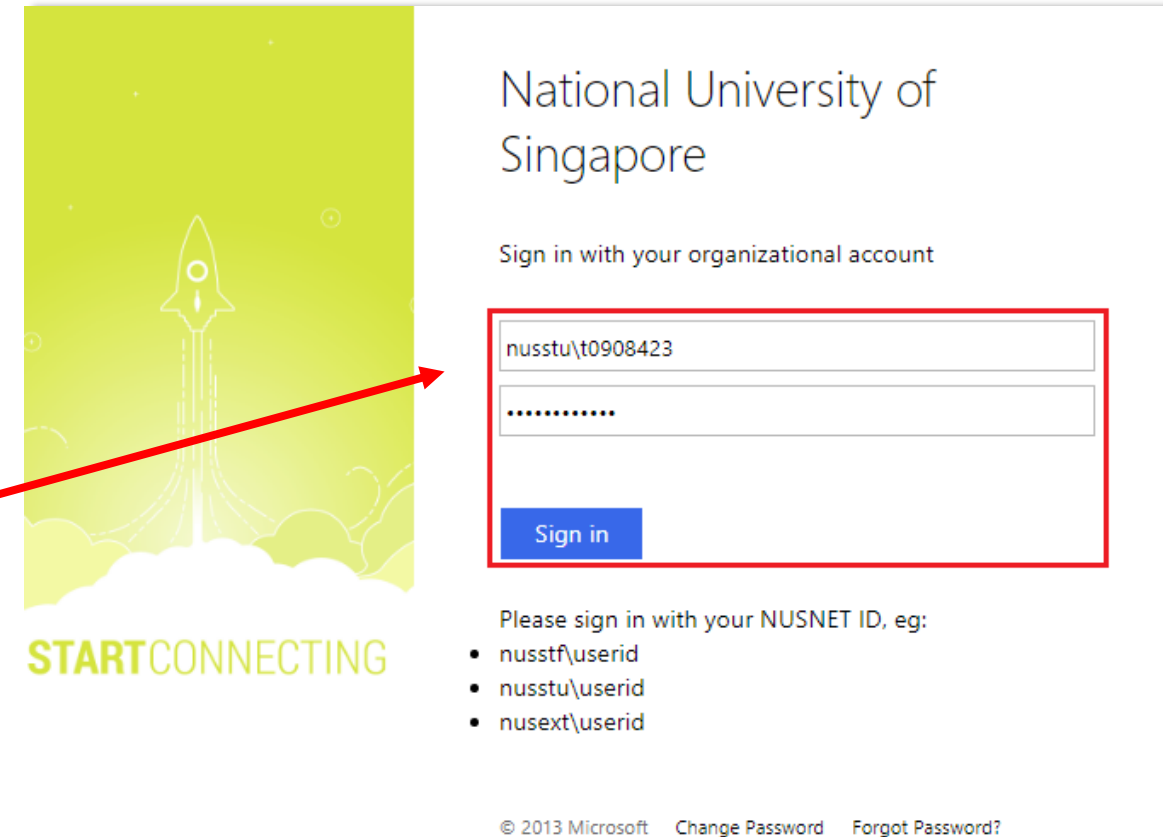 National University of
Singapore
Sign in with your organizational account
nusstu\t0908423
••••••••••••
Sign in
Please sign in with your NUSNET ID, eg:
• nusstf\userid
• nusstu\userid
• nusext\userid
STARTCONNECTING
© 2013 Microsoft Change Password Forgot Password?